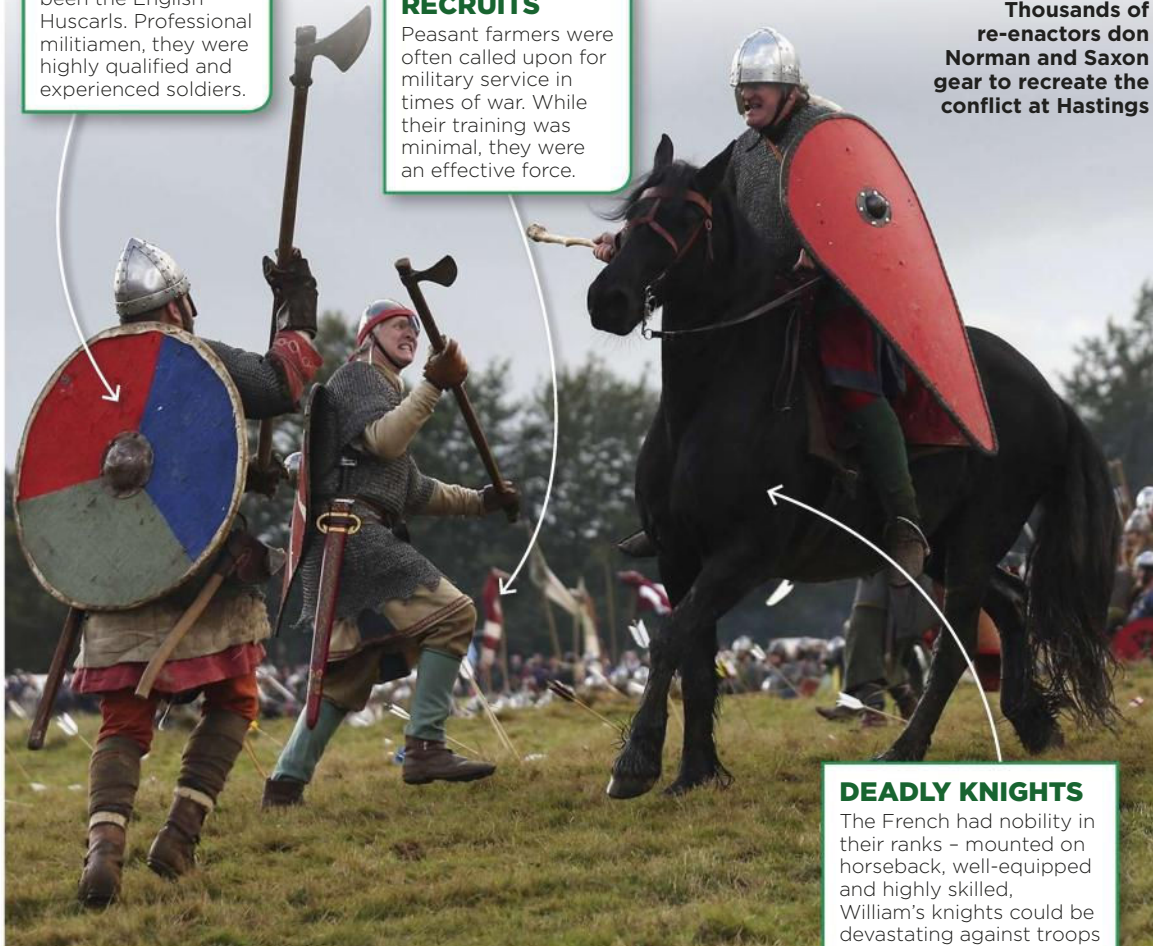 been the English
Huscarls. Professional
militiamen, they were
highly qualified and
experienced soldiers.
RECRUITS
Peasant farmers were
often called upon for
military service in
times of war. While
their training was
minimal, they were
an effective force.
Thousands of
re-enactors don
Norman and Saxon
gear to recreate the
conflict at Hastings
DEADLY KNIGHTS
The French had nobility in
their ranks – mounted on
horseback, well-equipped
and highly skilled,
William's knights could be
devastating against troops